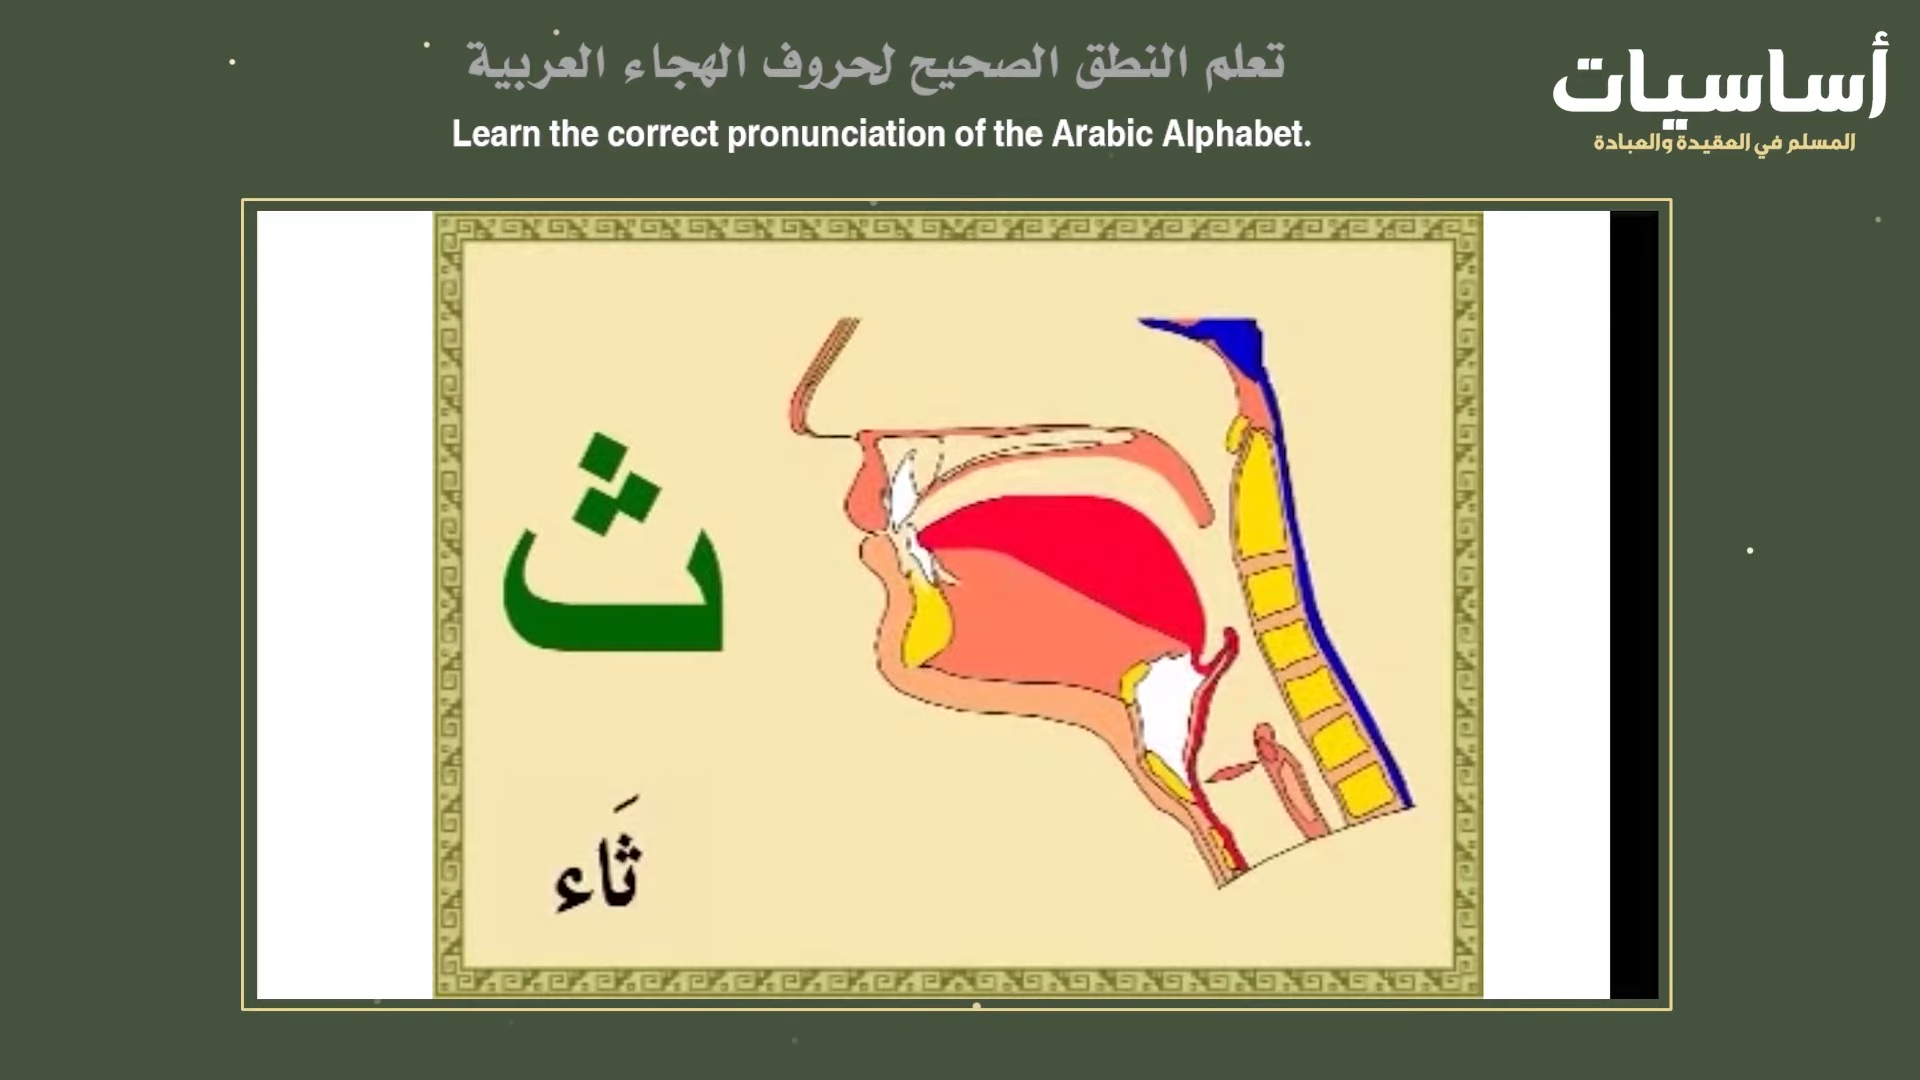 تعلم النطق الصحيح لحروف الهجاء العربية
Learn the correct pronunciation of the Arabic Alphabet.
أساسيات
المسلم في العقيدة والعبادة
ث
ثَاء